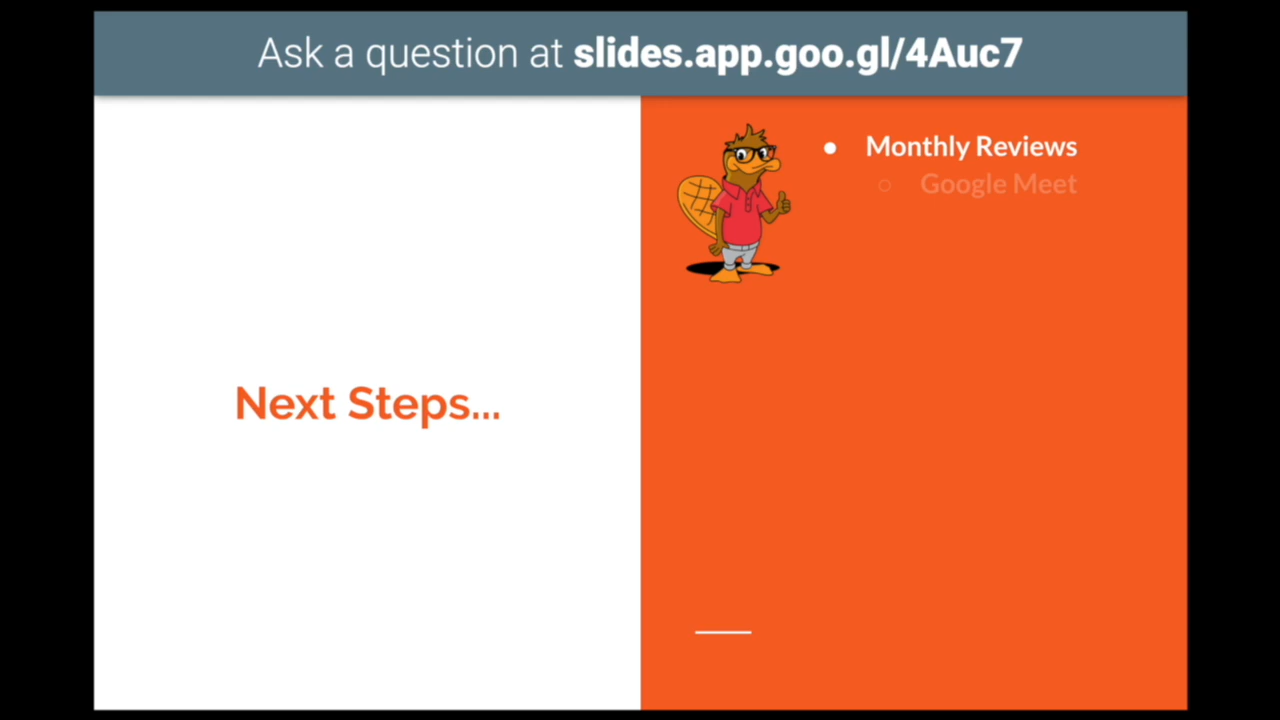 Ask a question at slides.app.goo.gl/4Auc7
Next Steps...
● Monthly Reviews
○ Google Meet